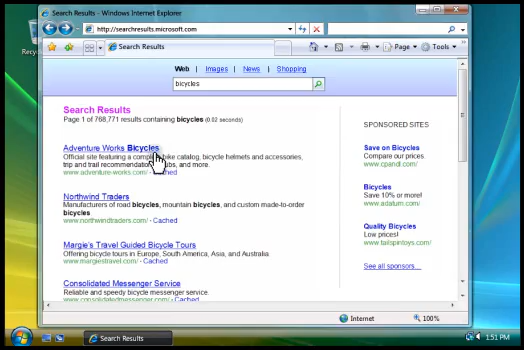 Search Results - Windows Internet Explorer
http://searchresults.microsoft.com
Search Results
Page
Tools
Web | Images | News | Shopping
bicycles
Search Results
Page 1 of 768,771 results containing bicycles (0.02 seconds)
Adventure Works Bicycles
Official site featuring a bike catalog, bicycle helmets and accessories,
trip and trail and more.
www.adventure-works.com/ - Cached
Northwind Traders
Manufacturers of road bicycles, mountain bicycles, and custom made-to-order
bicycles
www.northwindtraders.com/ - Cached
Margie's Travel Guided Bicycle Tours
Offering bicycle tours in Europe, South America, Asia, and Australia
www.margiestravel.com/ - Cached
Consolidated Messenger Service
Reliable and speedy bicycle messenger service.
www.consolidatedmessenger.com/ - Cached
SPONSORED SITES
Save on Bicycles
Compare our prices
www.cpandl.com/
Bicycles
Save 10% or more!
www.adatum.com/
Quality Bicycles
Low prices!
www.tailspintoys.com/
See all sponsors...
Internet
100%
Search Results
1:51 PM